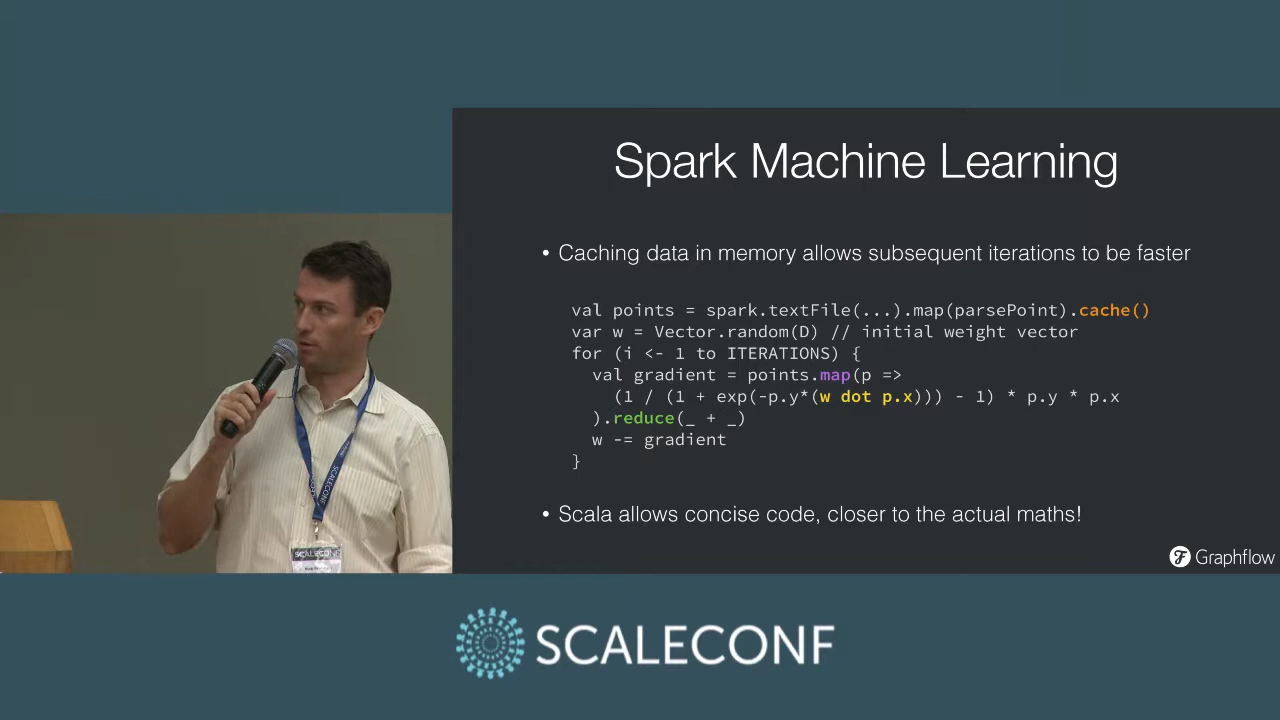 Spark Machine Learning
• Caching data in memory allows subsequent iterations to be faster
val points = spark.textFile(...).map(parsePoint).cache()
var w = Vector.random(D) // initial weight vector
for (i <- 1 to ITERATIONS) {
  val gradient = points.map(p =>
    (1 / (1 + exp(-p.y*(w dot p.x))) - 1) * p.y * p.x
  ).reduce(_ + _)
  w -= gradient
}
• Scala allows concise code, closer to the actual maths!
Graphflow
SCALECONF
SCALECONF
SCALECONF